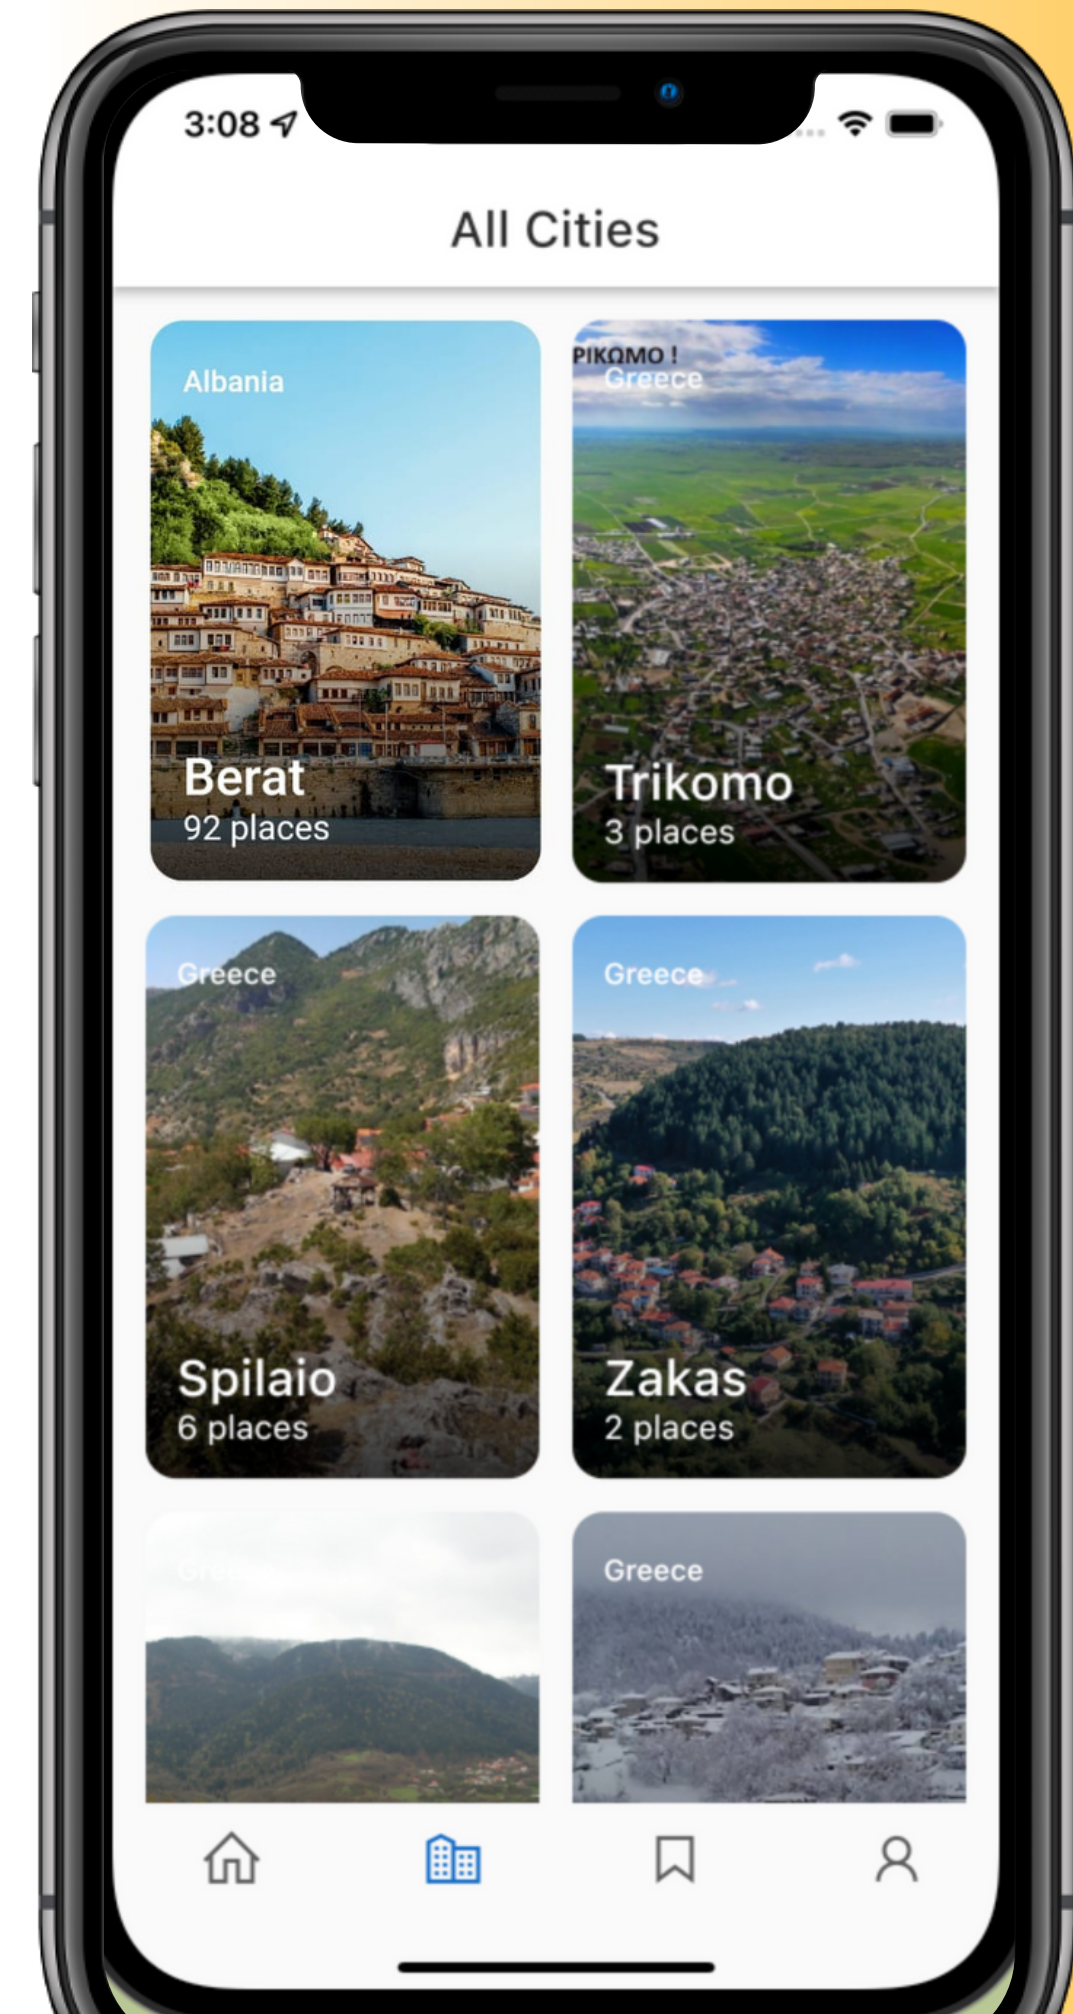 3:08
All Cities
Albania
Berat
92 places
ΡΙΚΩΜΟ !
Greece
Trikomo
3 places
Greece
Spilaio
6 places
Greece
Zakas
2 places
Greece